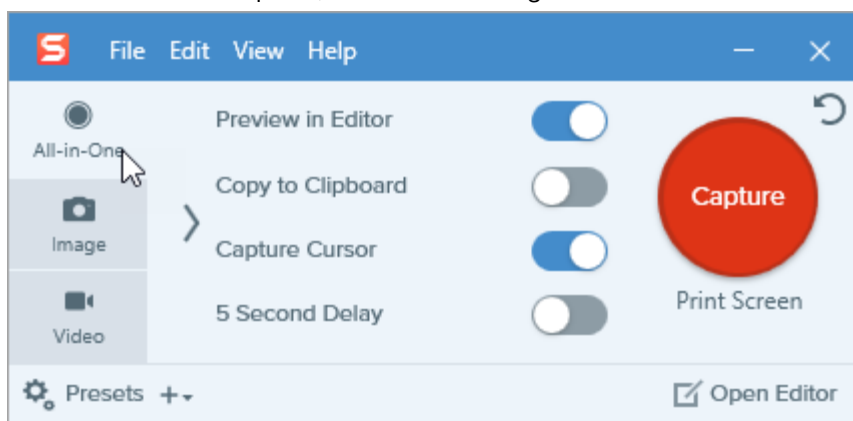 File Edit View Help
All-in-One
Image
Video
Preview in Editor
Copy to Clipboard
Capture Cursor
5 Second Delay
Capture
Print Screen
Presets
Open Editor